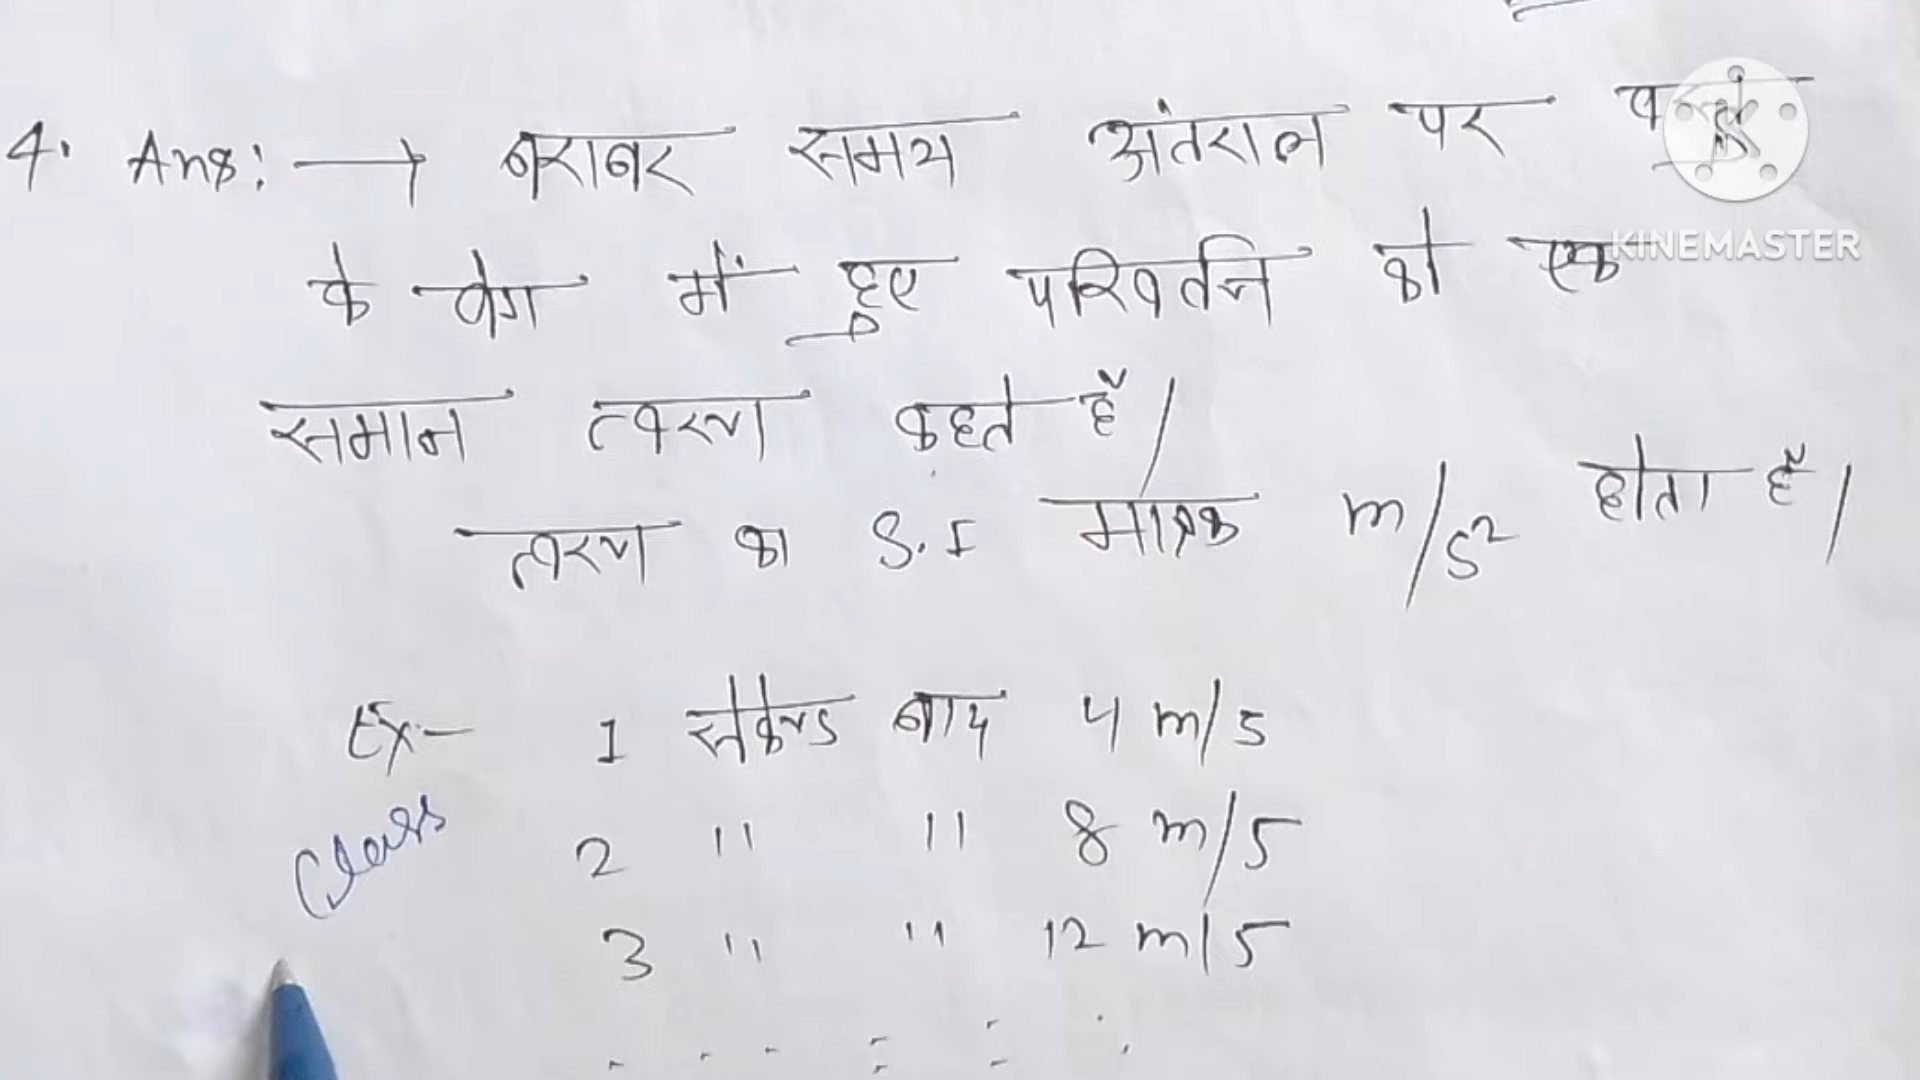 4. Ans: → बराबर समय अंतराल पर
के वेग में हुए परिवर्तन को एक
समान त्वरण कहते हैं।
त्वरण का S.I मात्रक m/s² होता हैं।
Ex:- 1 सेकेण्ड बाद 4 m/s
2 " " 8 m/s
3 " " 12 m/s
Class
KINEMASTER